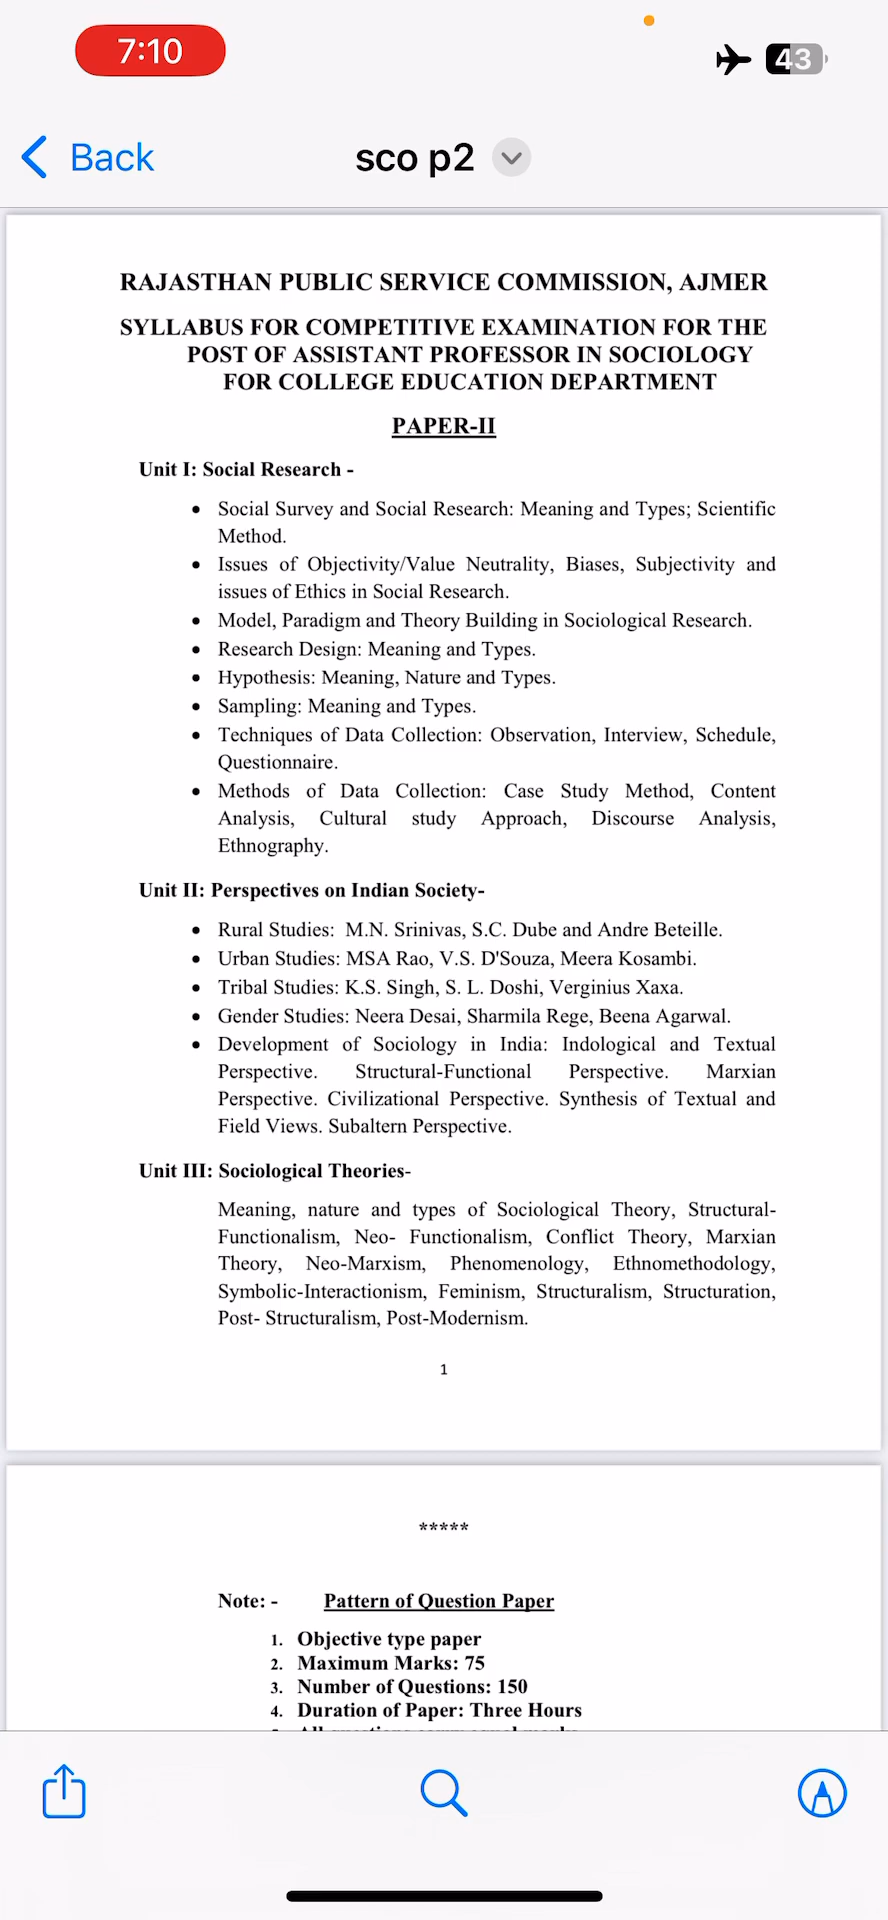 7:10
43
Back
sco p2
RAJASTHAN PUBLIC SERVICE COMMISSION, AJMER
SYLLABUS FOR COMPETITIVE EXAMINATION FOR THE
POST OF ASSISTANT PROFESSOR IN SOCIOLOGY
FOR COLLEGE EDUCATION DEPARTMENT
PAPER-II
Unit I: Social Research -
• Social Survey and Social Research: Meaning and Types; Scientific
Method.
• Issues of Objectivity/Value Neutrality, Biases, Subjectivity and
issues of Ethics in Social Research.
• Model, Paradigm and Theory Building in Sociological Research.
• Research Design: Meaning and Types.
• Hypothesis: Meaning, Nature and Types.
• Sampling: Meaning and Types.
• Techniques of Data Collection: Observation, Interview, Schedule,
Questionnaire.
• Methods of Data Collection: Case Study Method, Content
Analysis, Cultural study Approach, Discourse Analysis,
Ethnography.
Unit II: Perspectives on Indian Society-
• Rural Studies: M.N. Srinivas, S.C. Dube and Andre Beteille.
• Urban Studies: MSA Rao, V.S. D'Souza, Meera Kosambi.
• Tribal Studies: K.S. Singh, S. L. Doshi, Verginius Xaxa.
• Gender Studies: Neera Desai, Sharmila Rege, Beena Agarwal.
• Development of Sociology in India: Indological and Textual
Perspective. Structural-Functional Perspective. Marxian
Perspective. Civilizational Perspective. Synthesis of Textual and
Field Views. Subaltern Perspective.
Unit III: Sociological Theories-
Meaning, nature and types of Sociological Theory, Structural-
Functionalism, Neo- Functionalism, Conflict Theory, Marxian
Theory, Neo-Marxism, Phenomenology, Ethnomethodology,
Symbolic-Interactionism, Feminism, Structuralism, Structuration,
Post- Structuralism, Post-Modernism.
1
*****
Note: - Pattern of Question Paper
1. Objective type paper
2. Maximum Marks: 75
3. Number of Questions: 150
4. Duration of Paper: Three Hours